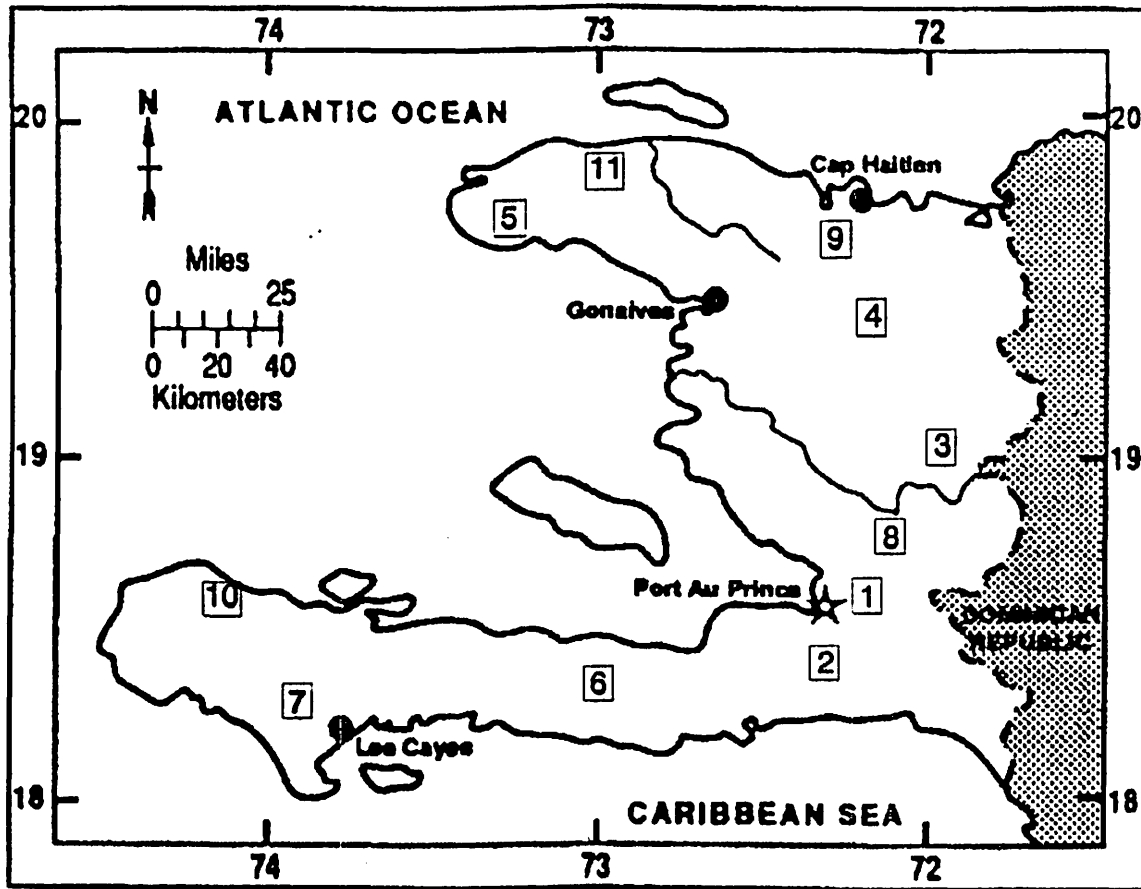 74 73 72
20 20
N
ATLANTIC OCEAN
11
Cap Haitien
5
9
Miles
0 25
Gonaives
4
0 20 40
Kilometers
3
19 19
8
10
Port Au Prince
1
DOMINICAN
REPUBLIC
2
6
7
Les Cayes
18 18
CARIBBEAN SEA
74 73 72